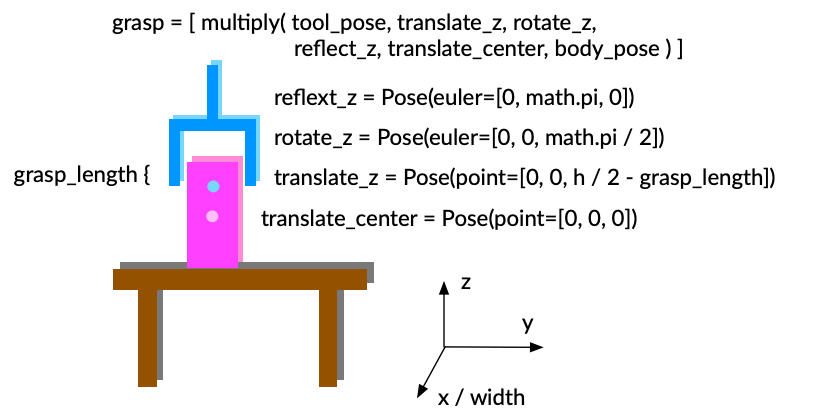 grasp = [ multiply( tool_pose, translate_z, rotate_z,
reflect_z, translate_center, body_pose ) ]
reflext_z = Pose(euler=[0, math.pi, 0])
rotate_z = Pose(euler=[0, 0, math.pi / 2])
grasp_length {
translate_z = Pose(point=[0, 0, h / 2 - grasp_length])
translate_center = Pose(point=[0, 0, 0])
z
y
x / width